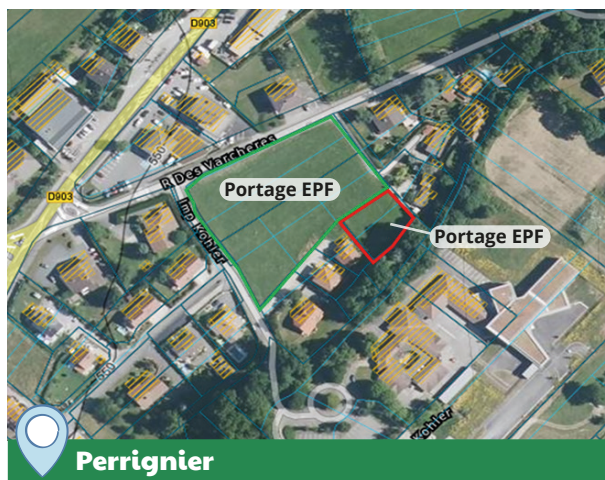 D903
550
R Des Varcheres
Portage EPF
D903
Imp Kohler
Portage EPF
550
Kohler
Perrignier